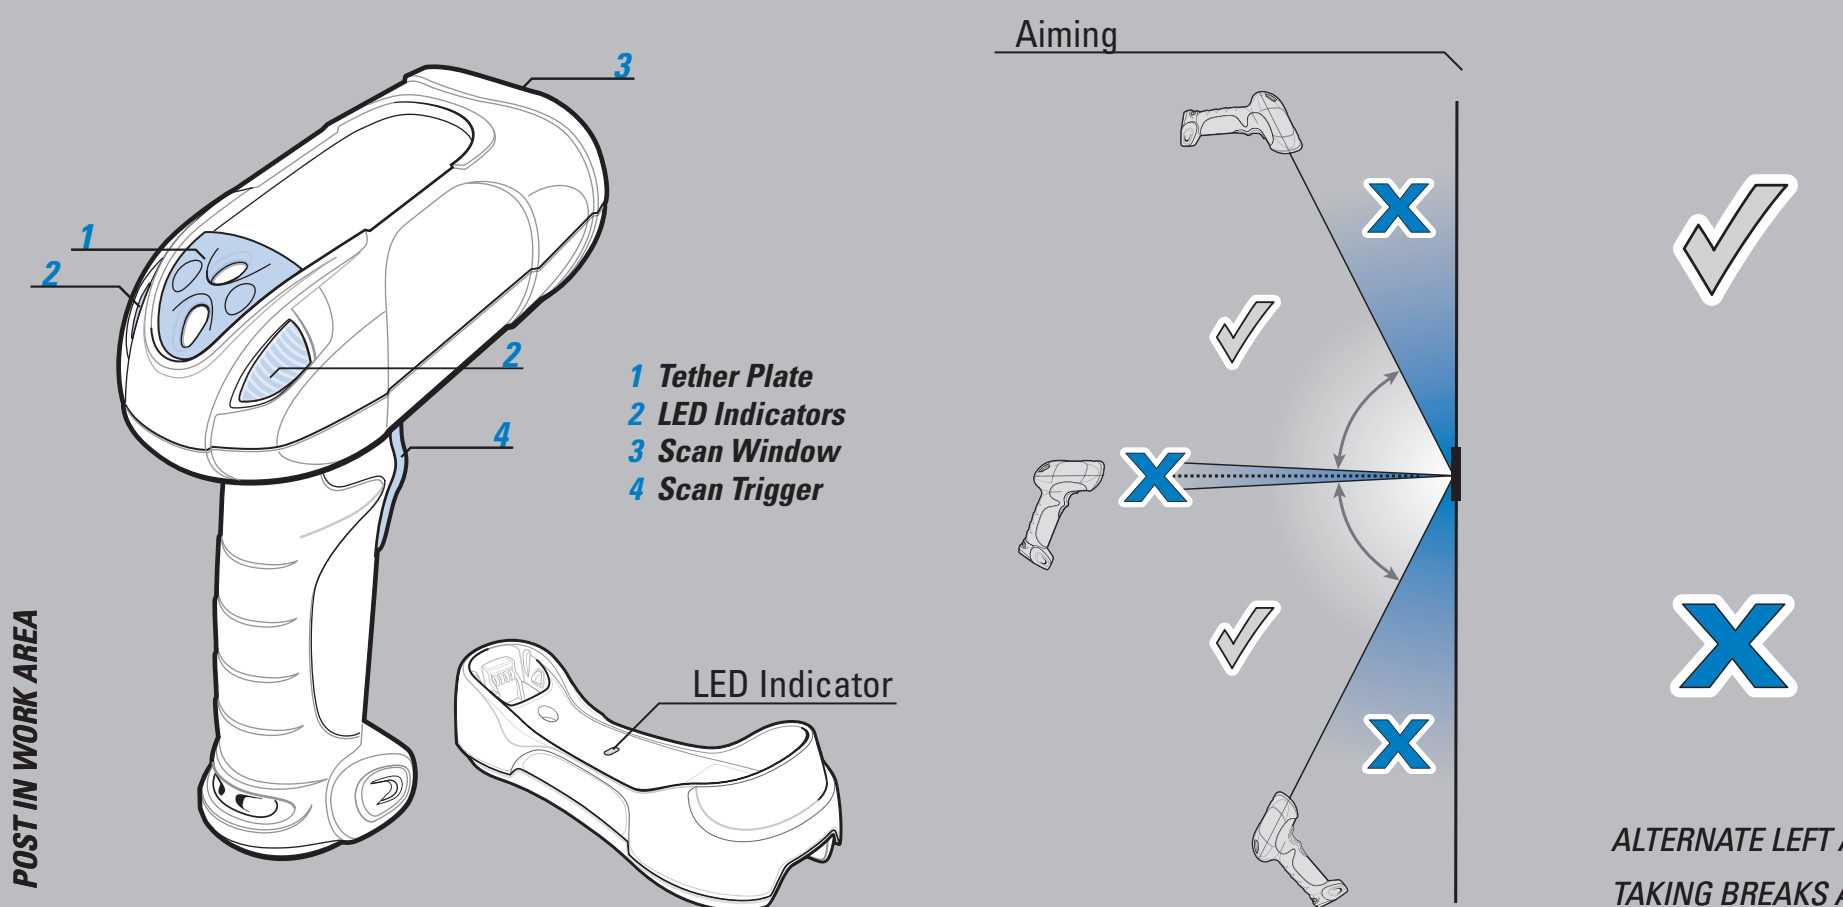 3
1
2
2
4
1 Tether Plate
2 LED Indicators
3 Scan Window
4 Scan Trigger
LED Indicator
POST IN WORK AREA
Aiming
ALTERNATE LEFT A
TAKING BREAKS A